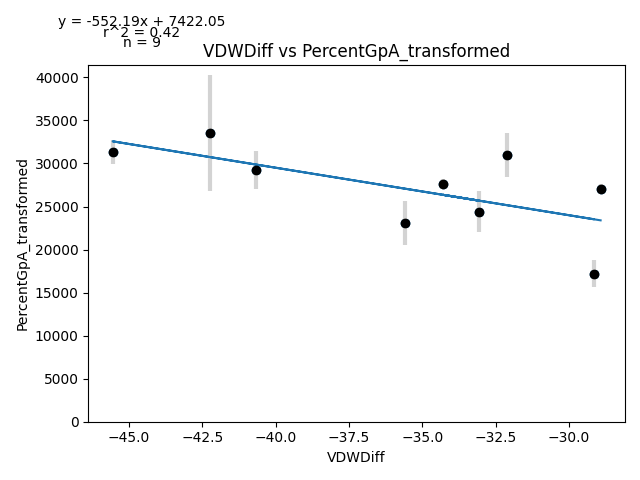 y = -552.19x + 7422.05
r^2 = 0.42
n = 9
VDWDiff vs PercentGpA_transformed
40000
35000
30000
25000
20000
15000
10000
5000
0
PercentGpA_transformed
−45.0 −42.5 −40.0 −37.5 −35.0 −32.5 −30.0
VDWDiff